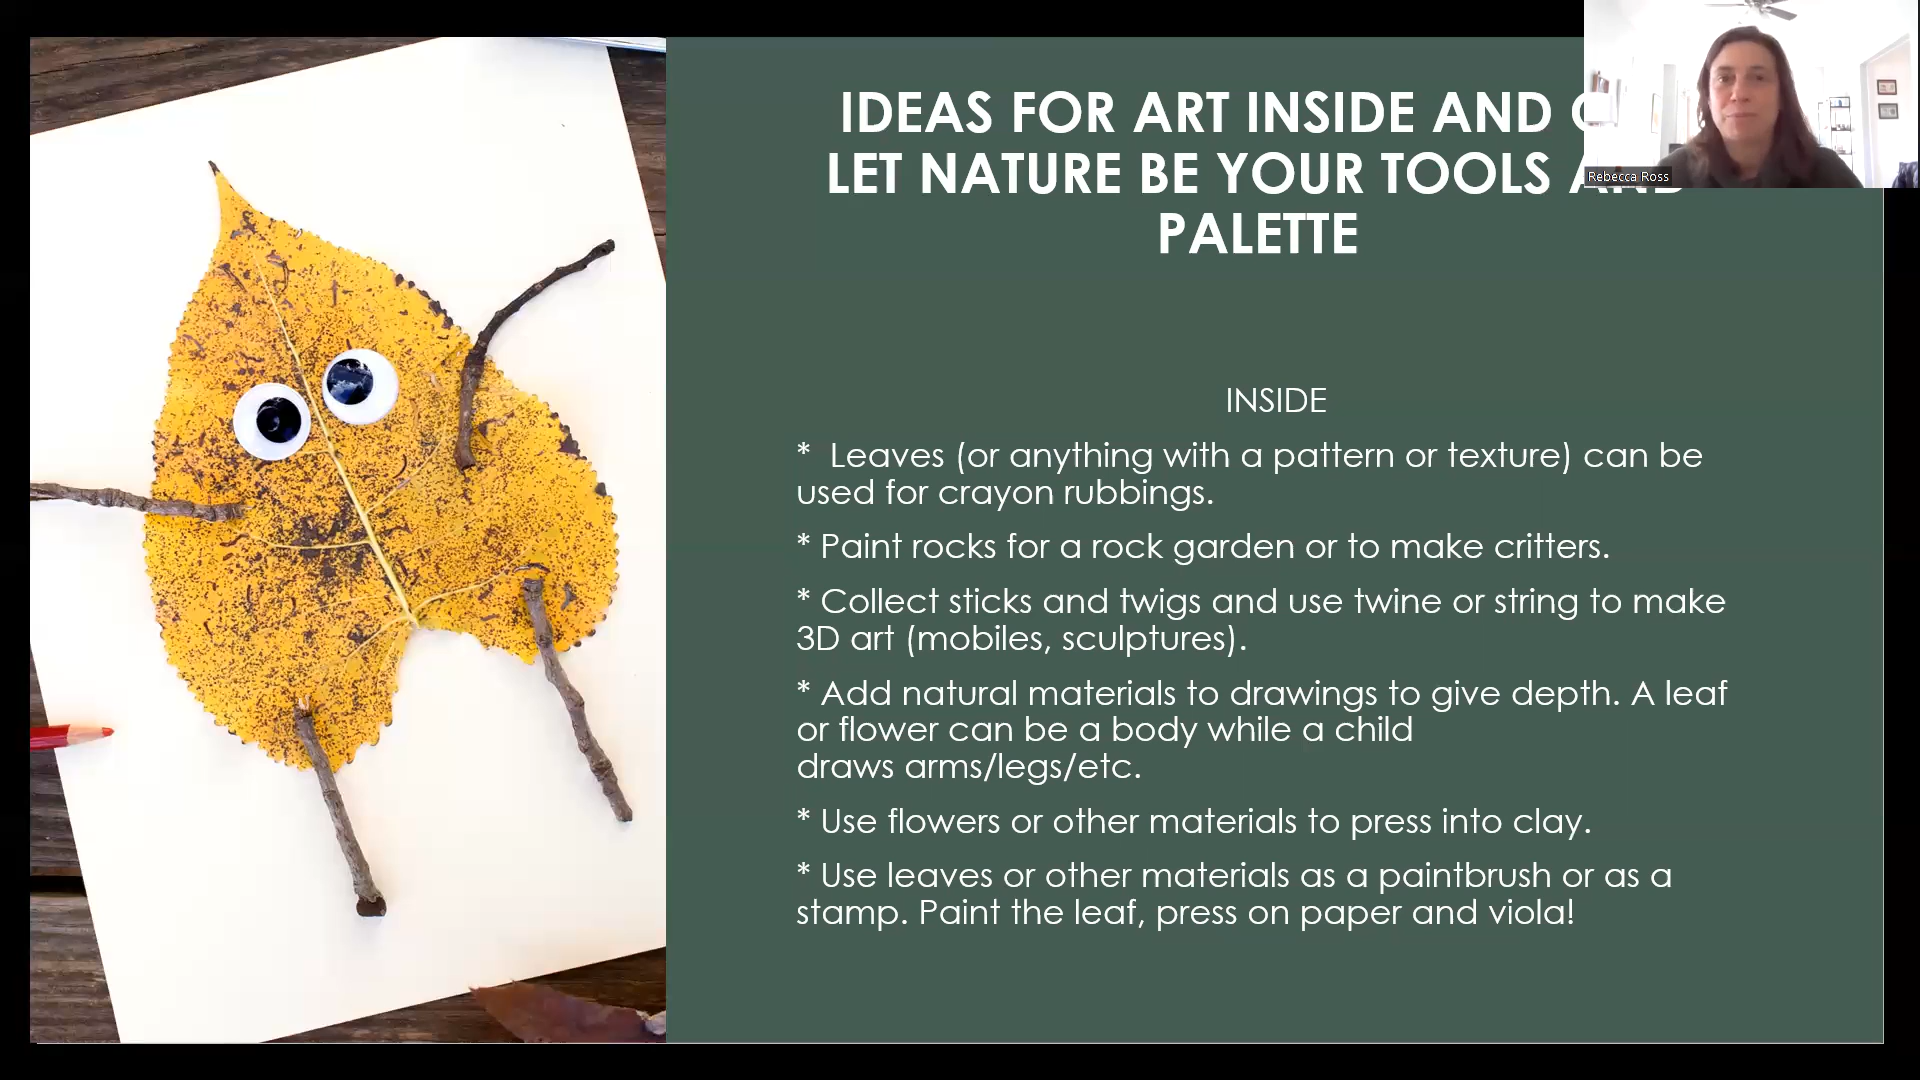 IDEAS FOR ART INSIDE AND
LET NATURE BE YOUR TOOLS AND
PALETTE
Rebecca Ross
INSIDE
* Leaves (or anything with a pattern or texture) can be
used for crayon rubbings.
* Paint rocks for a rock garden or to make critters.
* Collect sticks and twigs and use twine or string to make
3D art (mobiles, sculptures).
* Add natural materials to drawings to give depth. A leaf
or flower can be a body while a child
draws arms/legs/etc.
* Use flowers or other materials to press into clay.
* Use leaves or other materials as a paintbrush or as a
stamp. Paint the leaf, press on paper and viola!